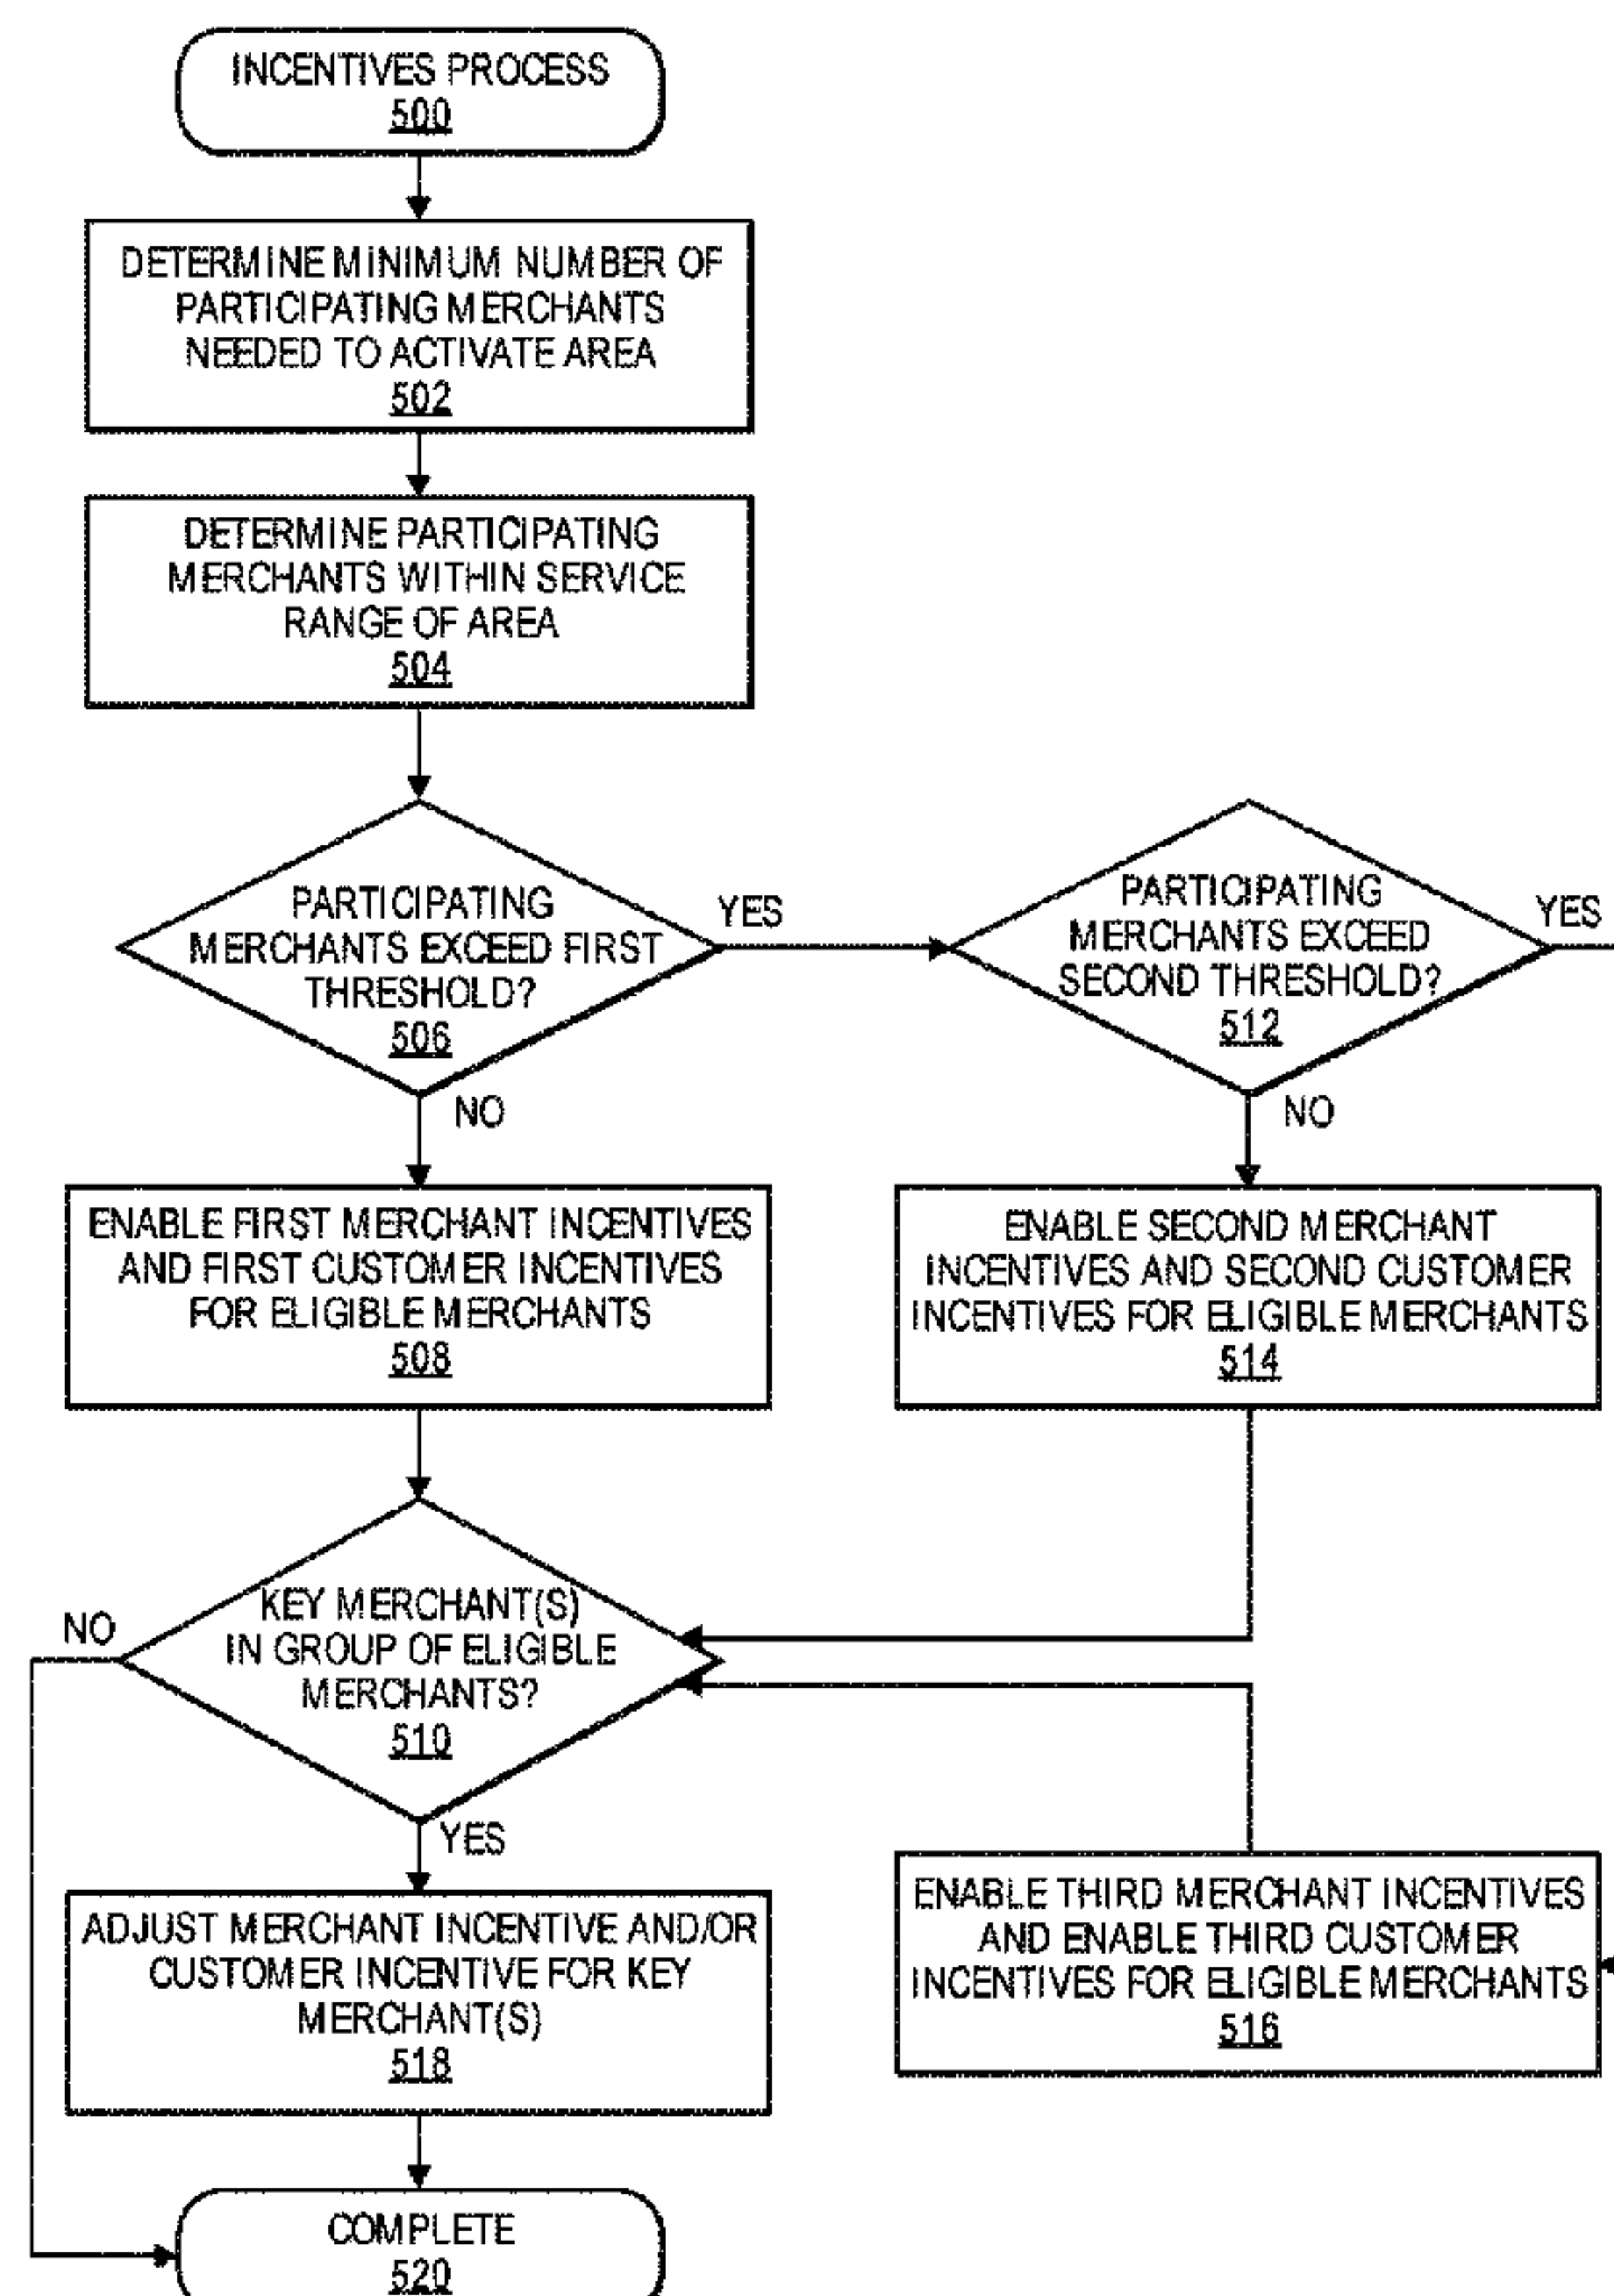 INCENTIVES PROCESS
500
DETERMINE MINIMUM NUMBER OF
PARTICIPATING MERCHANTS
NEEDED TO ACTIVATE AREA
502
DETERMINE PARTICIPATING
MERCHANTS WITHIN SERVICE
RANGE OF AREA
504
PARTICIPATING
MERCHANTS EXCEED FIRST
THRESHOLD?
506
YES
NO
PARTICIPATING
MERCHANTS EXCEED
SECOND THRESHOLD?
512
YES
NO
ENABLE FIRST MERCHANT INCENTIVES
AND FIRST CUSTOMER INCENTIVES
FOR ELIGIBLE MERCHANTS
508
ENABLE SECOND MERCHANT
INCENTIVES AND SECOND CUSTOMER
INCENTIVES FOR ELIGIBLE MERCHANTS
514
KEY MERCHANT(S)
IN GROUP OF ELIGIBLE
MERCHANTS?
510
NO
YES
ENABLE THIRD MERCHANT INCENTIVES
AND ENABLE THIRD CUSTOMER
INCENTIVES FOR ELIGIBLE MERCHANTS
516
ADJUST MERCHANT INCENTIVE AND/OR
CUSTOMER INCENTIVE FOR KEY
MERCHANT(S)
518
COMPLETE
520